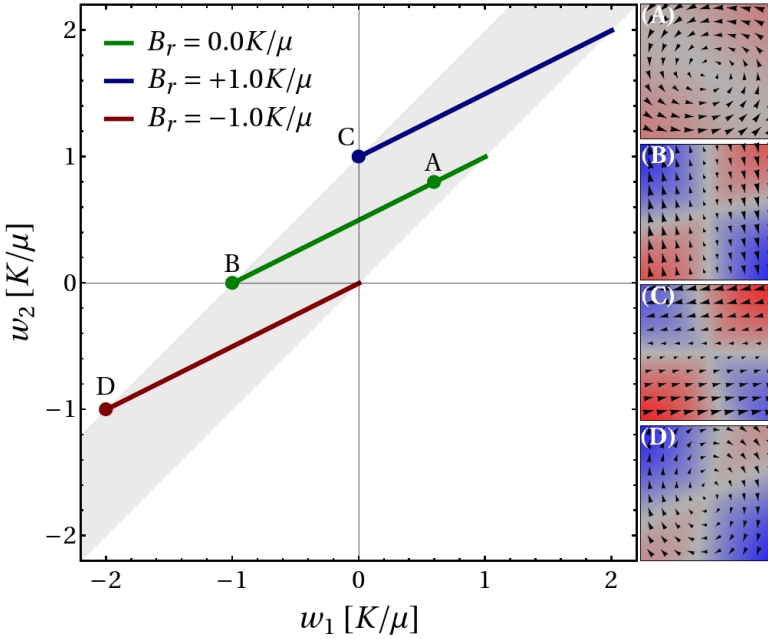 B_r = 0.0K/μ
B_r = +1.0K/μ
B_r = −1.0K/μ
C
A
B
D
2
1
0
−1
−2
w_2 [K/μ]
−2
−1
0
1
2
w_1 [K/μ]
(A)
(B)
(C)
(D)